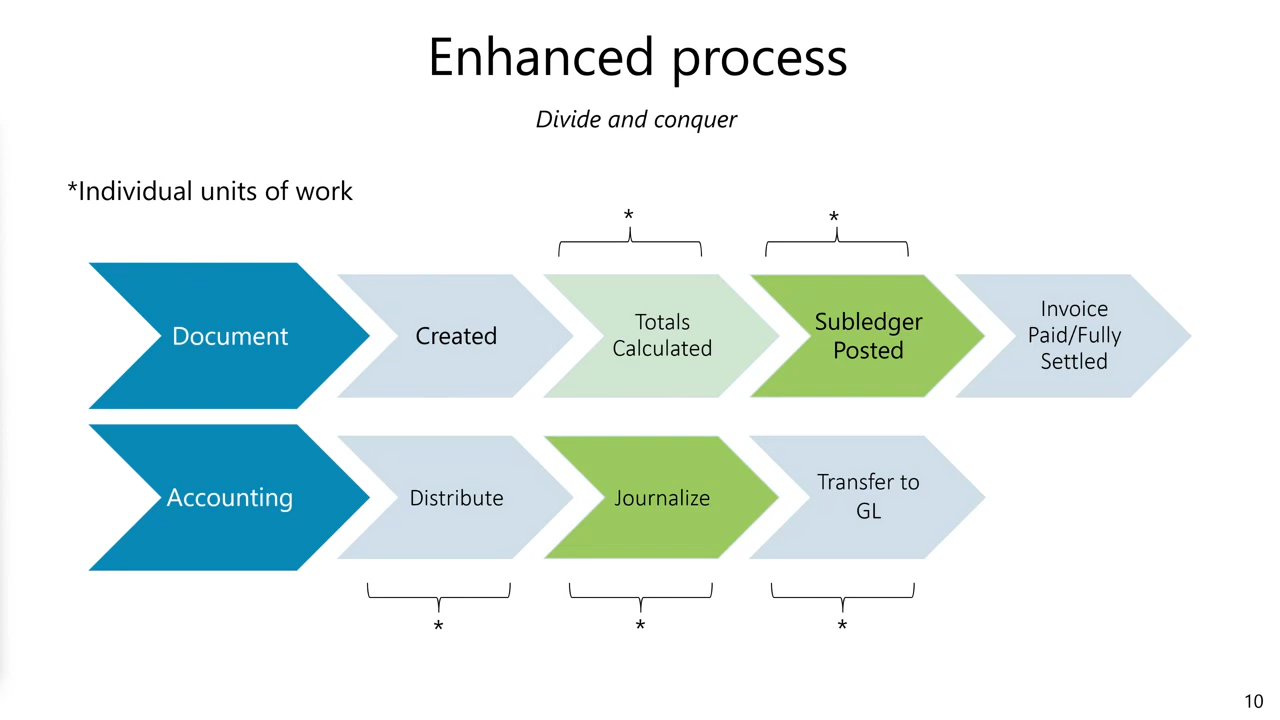 Enhanced process
Divide and conquer
*Individual units of work
* *
Document
Created
Totals
Calculated
Subledger
Posted
Invoice
Paid/Fully
Settled
Accounting
Distribute
Journalize
Transfer to
GL
* * *
10